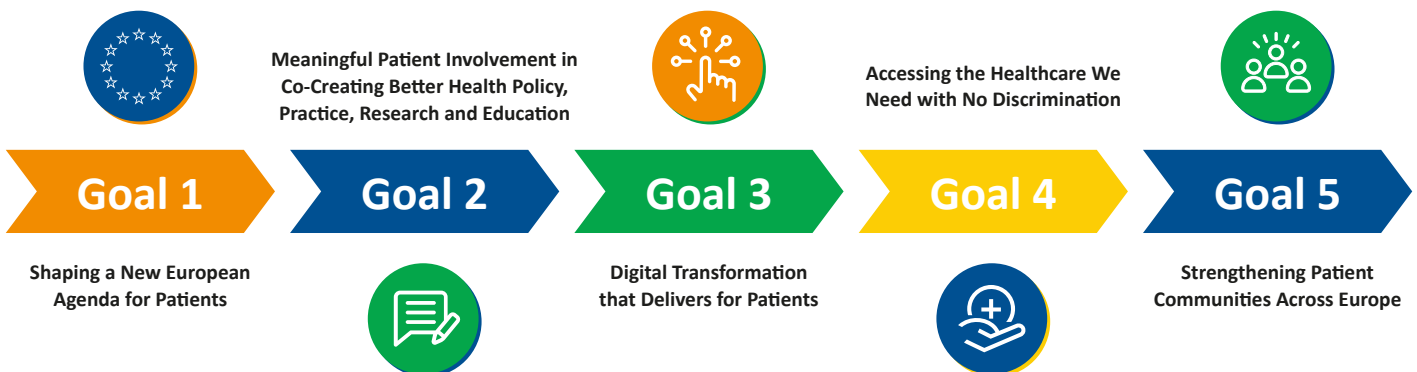 Goal 1
Shaping a New European
Agenda for Patients
Meaningful Patient Involvement in
Co-Creating Better Health Policy,
Practice, Research and Education
Goal 2
Goal 3
Digital Transformation
that Delivers for Patients
Accessing the Healthcare We
Need with No Discrimination
Goal 4
Goal 5
Strengthening Patient
Communities Across Europe